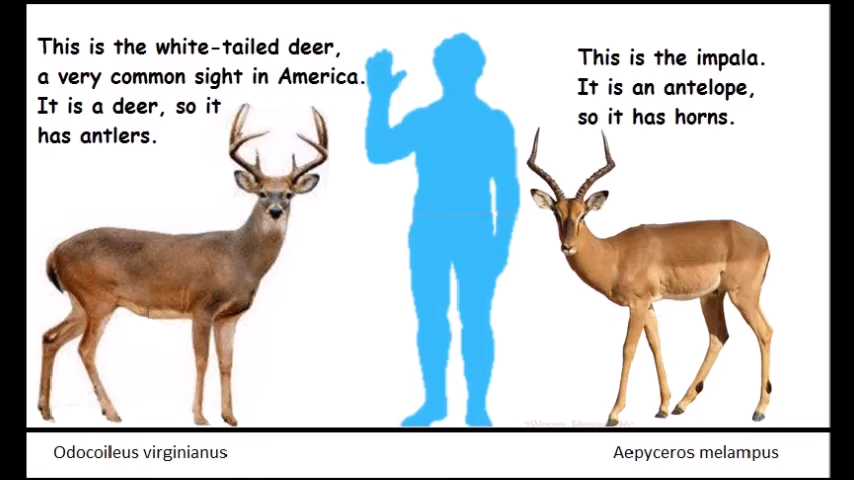 This is the white-tailed deer,
a very common sight in America.
It is a deer, so it
has antlers.
This is the impala.
It is an antelope,
so it has horns.
Odocoileus virginianus
Aepyceros melampus